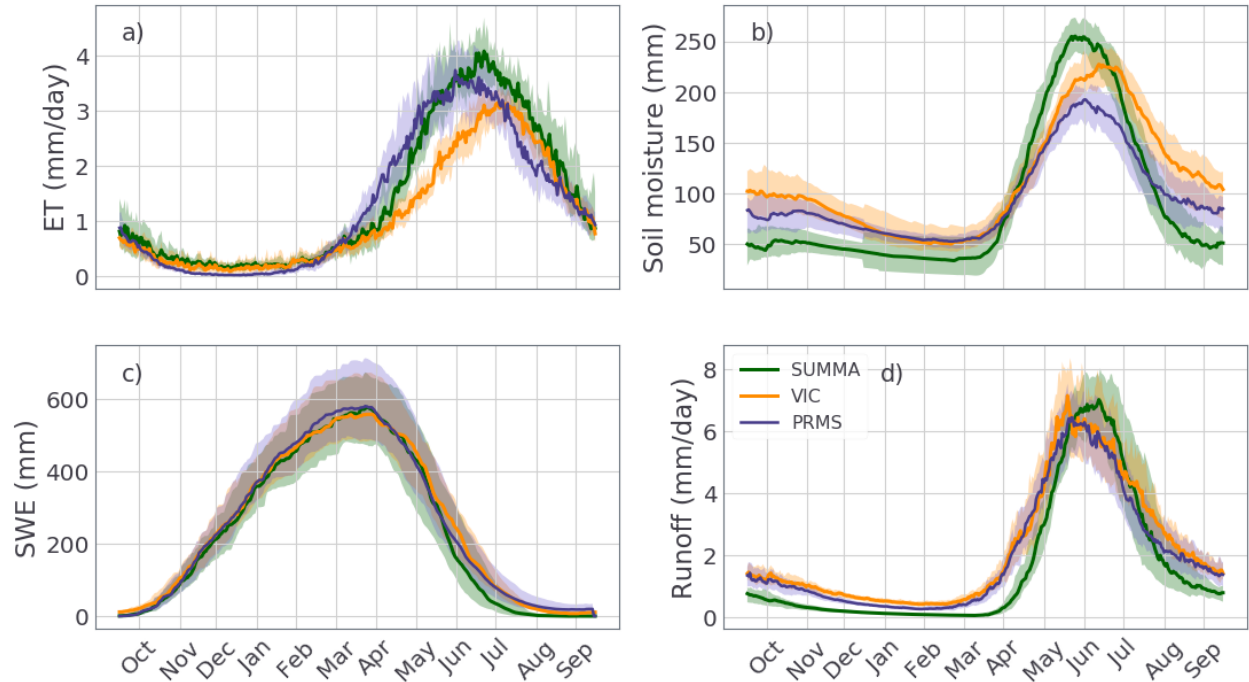 a)
ET (mm/day)
4
3
2
1
0
b)
Soil moisture (mm)
250
200
150
100
50
c)
SWE (mm)
600
400
200
0
Oct Nov Dec Jan Feb Mar Apr May Jun Jul Aug Sep
SUMMA
VIC
PRMS
d)
Runoff (mm/day)
8
6
4
2
0
Oct Nov Dec Jan Feb Mar Apr May Jun Jul Aug Sep